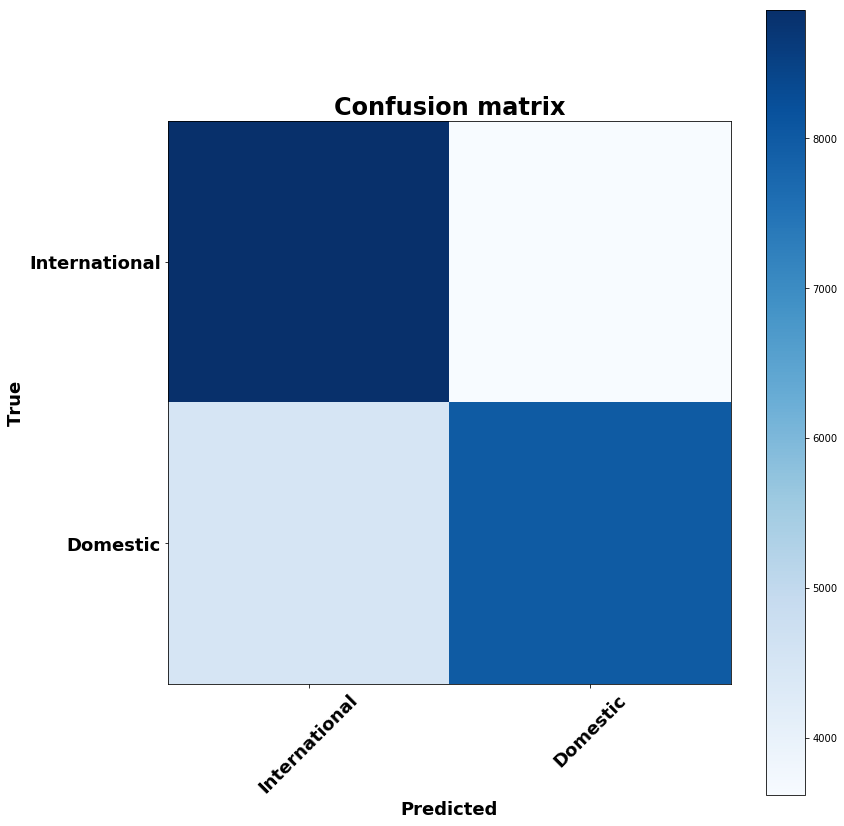 Confusion matrix
International
Domestic
True
International
Domestic
Predicted
8000
7000
6000
5000
4000